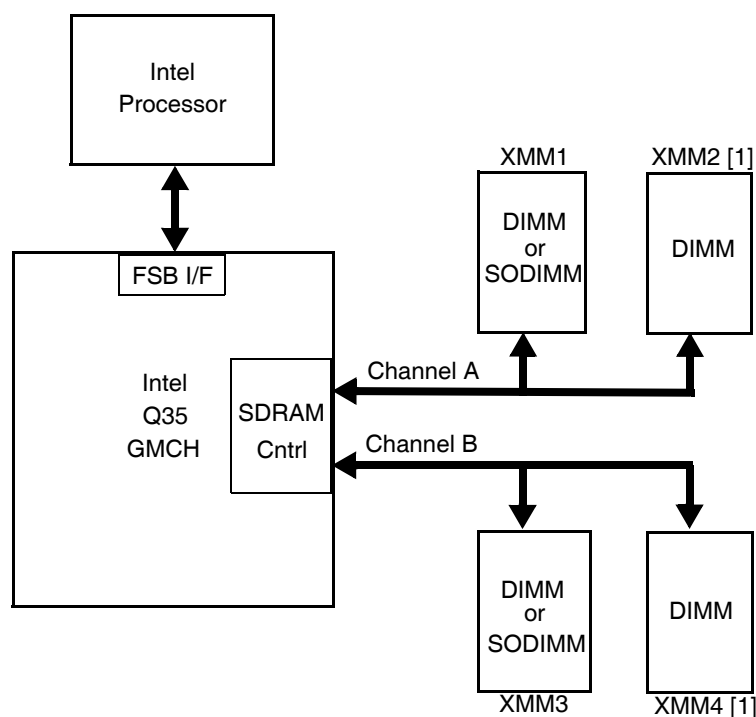 Intel
Processor
XMM1
XMM2 [1]
DIMM
or
SODIMM
DIMM
FSB I/F
Channel A
Intel
Q35
GMCH
SDRAM
Cntrl
Channel B
DIMM
or
SODIMM
DIMM
XMM3
XMM4 [1]